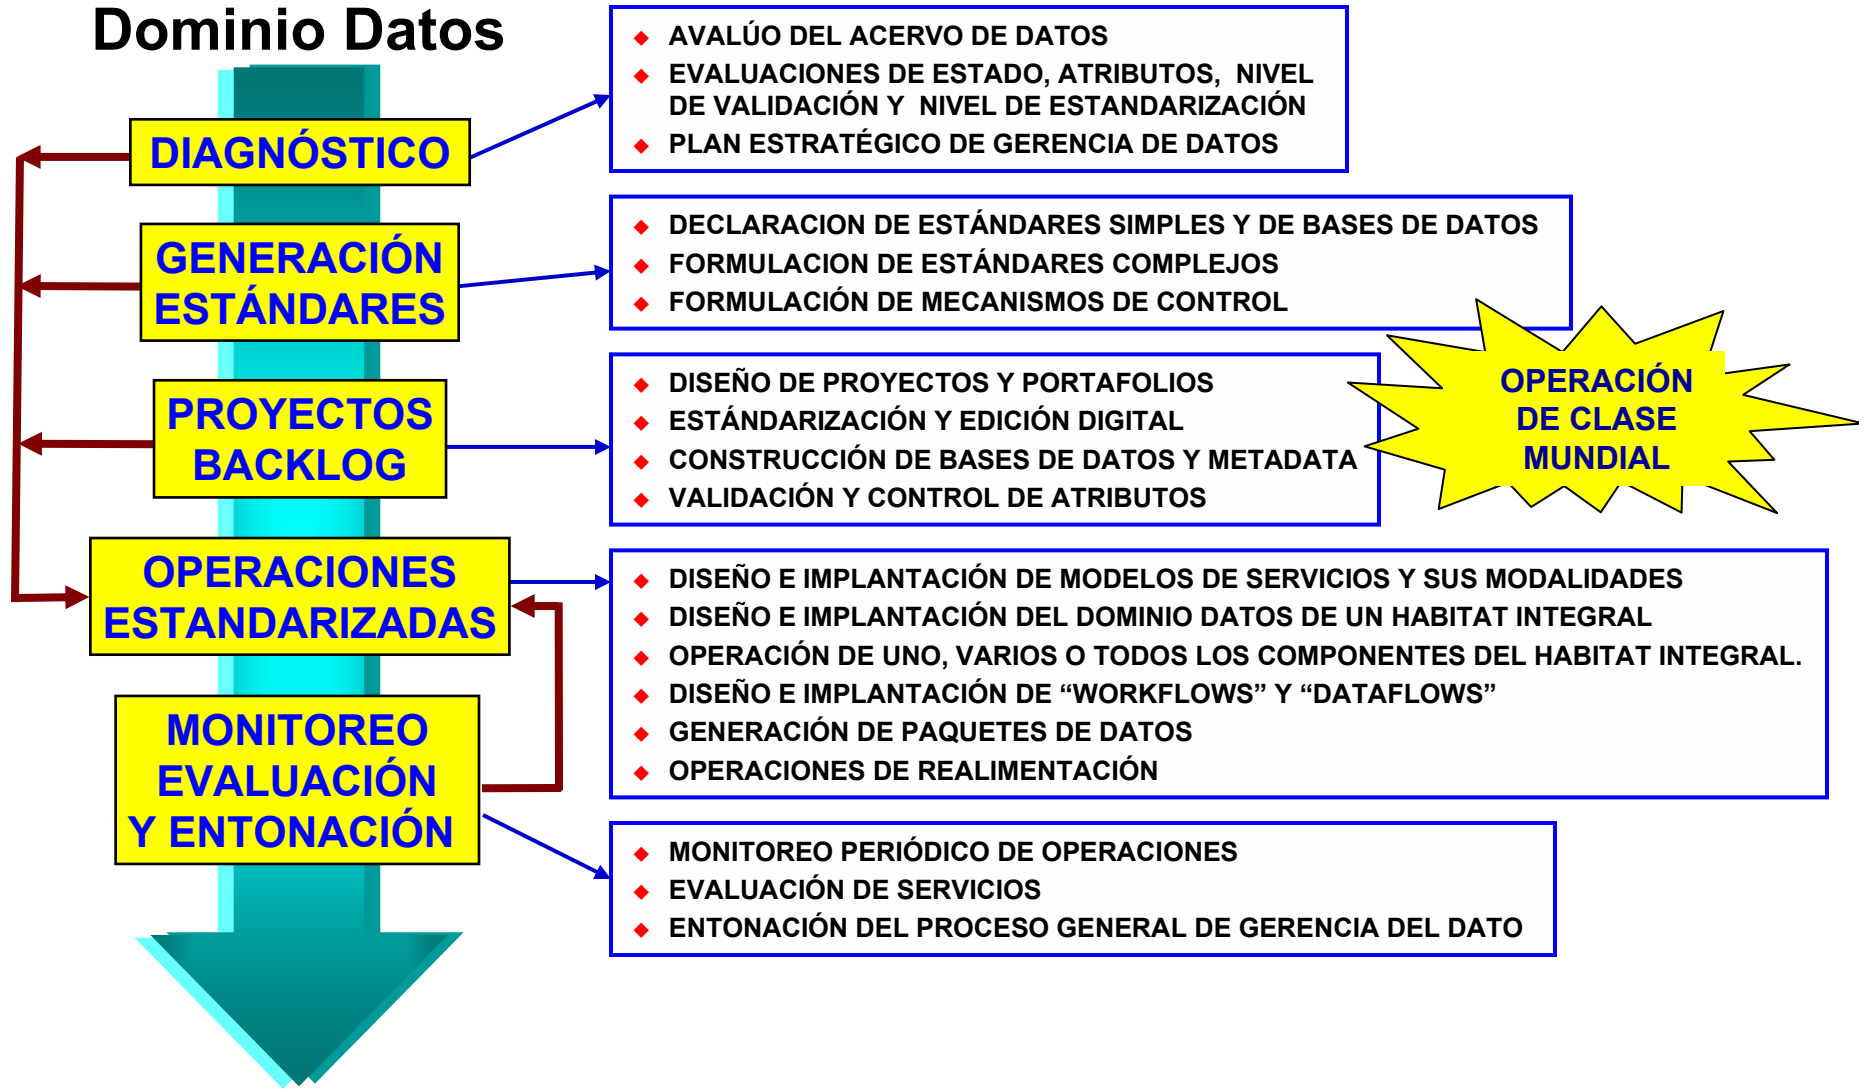 Dominio Datos
DIAGNÓSTICO
AVALÚO DEL ACERVO DE DATOS
EVALUACIONES DE ESTADO, ATRIBUTOS, NIVEL
DE VALIDACIÓN Y NIVEL DE ESTANDARIZACIÓN
PLAN ESTRATÉGICO DE GERENCIA DE DATOS
GENERACIÓN
ESTÁNDARES
DECLARACION DE ESTÁNDARES SIMPLES Y DE BASES DE DATOS
FORMULACION DE ESTÁNDARES COMPLEJOS
FORMULACIÓN DE MECANISMOS DE CONTROL
PROYECTOS
BACKLOG
DISEÑO DE PROYECTOS Y PORTAFOLIOS
ESTÁNDARIZACIÓN Y EDICIÓN DIGITAL
CONSTRUCCIÓN DE BASES DE DATOS Y METADATA
VALIDACIÓN Y CONTROL DE ATRIBUTOS
OPERACIÓN
DE CLASE
MUNDIAL
OPERACIONES
ESTANDARIZADAS
DISEÑO E IMPLANTACIÓN DE MODELOS DE SERVICIOS Y SUS MODALIDADES
DISEÑO E IMPLANTACIÓN DEL DOMINIO DATOS DE UN HABITAT INTEGRAL
OPERACIÓN DE UNO, VARIOS O TODOS LOS COMPONENTES DEL HABITAT INTEGRAL.
DISEÑO E IMPLANTACIÓN DE “WORKFLOWS” Y “DATAFLOWS”
GENERACIÓN DE PAQUETES DE DATOS
OPERACIONES DE REALIMENTACIÓN
MONITOREO
EVALUACIÓN
Y ENTONACIÓN
MONITOREO PERIÓDICO DE OPERACIONES
EVALUACIÓN DE SERVICIOS
ENTONACIÓN DEL PROCESO GENERAL DE GERENCIA DEL DATO